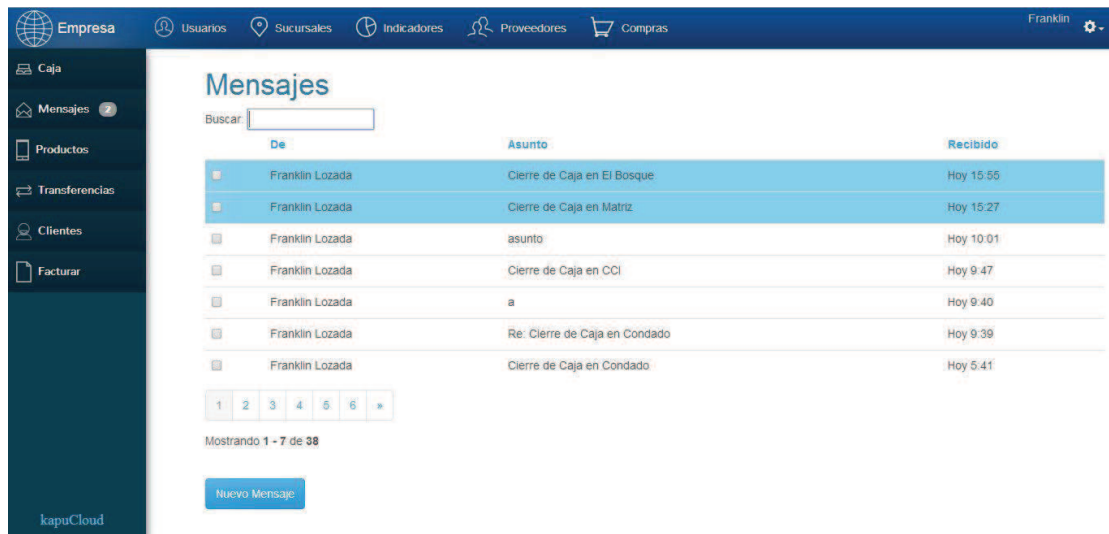 Empresa Usuarios Sucursales Indicadores Proveedores Compras Franklin
Caja
Mensajes 2
Productos
Transferencias
Clientes
Facturar
kapuCloud
Mensajes
Buscar:
De Asunto Recibido
Franklin Lozada Cierre de Caja en El Bosque Hoy 15:55
Franklin Lozada Cierre de Caja en Matriz Hoy 15:27
Franklin Lozada asunto Hoy 10:01
Franklin Lozada Cierre de Caja en CCI Hoy 9:47
Franklin Lozada a Hoy 9:40
Franklin Lozada Re: Cierre de Caja en Condado Hoy 9:39
Franklin Lozada Cierre de Caja en Condado Hoy 5:41
1 2 3 4 5 6 »
Mostrando 1 - 7 de 38
Nuevo Mensaje